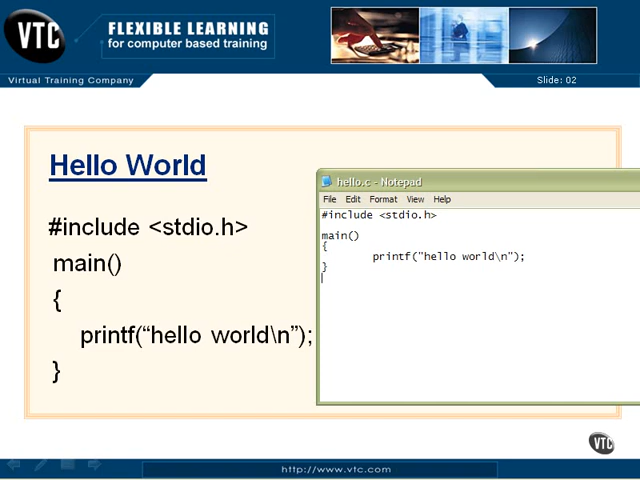 VTC
FLEXIBLE LEARNING
for computer based training
Virtual Training Company
Slide: 02
Hello World
#include <stdio.h>
main()
{
printf(“hello world\n”);
}
hello.c - Notepad
File Edit Format View Help
#include <stdio.h>
main()
{
printf("hello world\n");
}
VTC
http://www.vtc.com